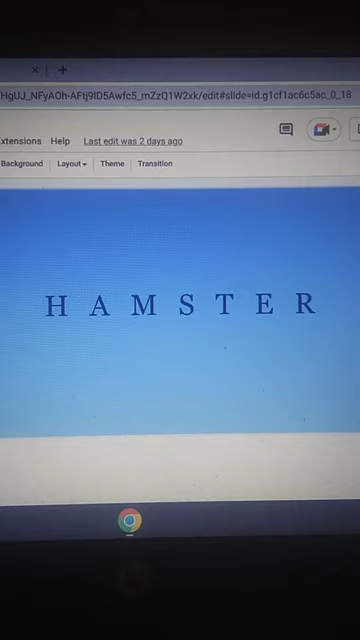 HgUJ_NFyAOh-AFtj9lD5Awfc5_mZzQ1W2xk/edit#slide=id.g1cf1ac6c5ac_0_18
xtensions Help Last edit was 2 days ago
Background Layout Theme Transition
H A M S T E R